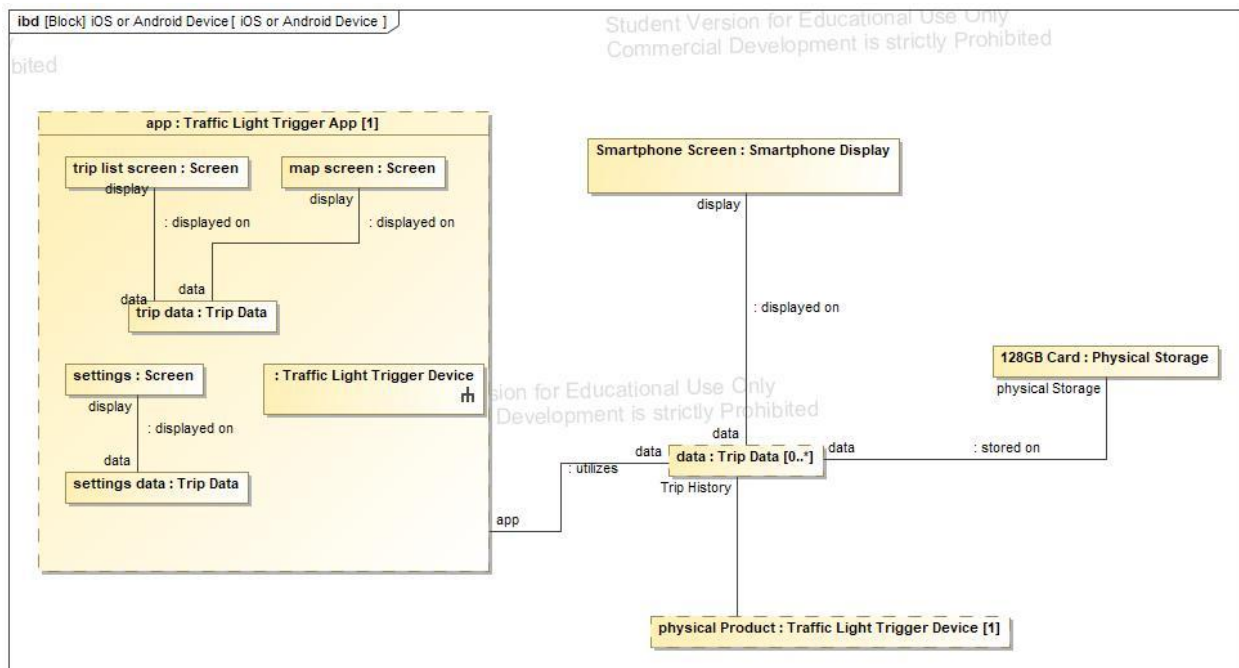 ibd [Block] iOS or Android Device [ iOS or Android Device ]
Student Version for Educational Use Only
Commercial Development is strictly Prohibited
bited
app : Traffic Light Trigger App [1]
trip list screen : Screen
map screen : Screen
display
display
: displayed on
: displayed on
data
data
trip data : Trip Data
settings : Screen
display
: displayed on
data
settings data : Trip Data
: Traffic Light Trigger Device
sion for Educational Use Only
Development is strictly Prohibited
Smartphone Screen : Smartphone Display
display
: displayed on
data
128GB Card : Physical Storage
physical Storage
: stored on
data
data : Trip Data [0..*]
data
: utilizes
app
Trip History
physical Product : Traffic Light Trigger Device [1]